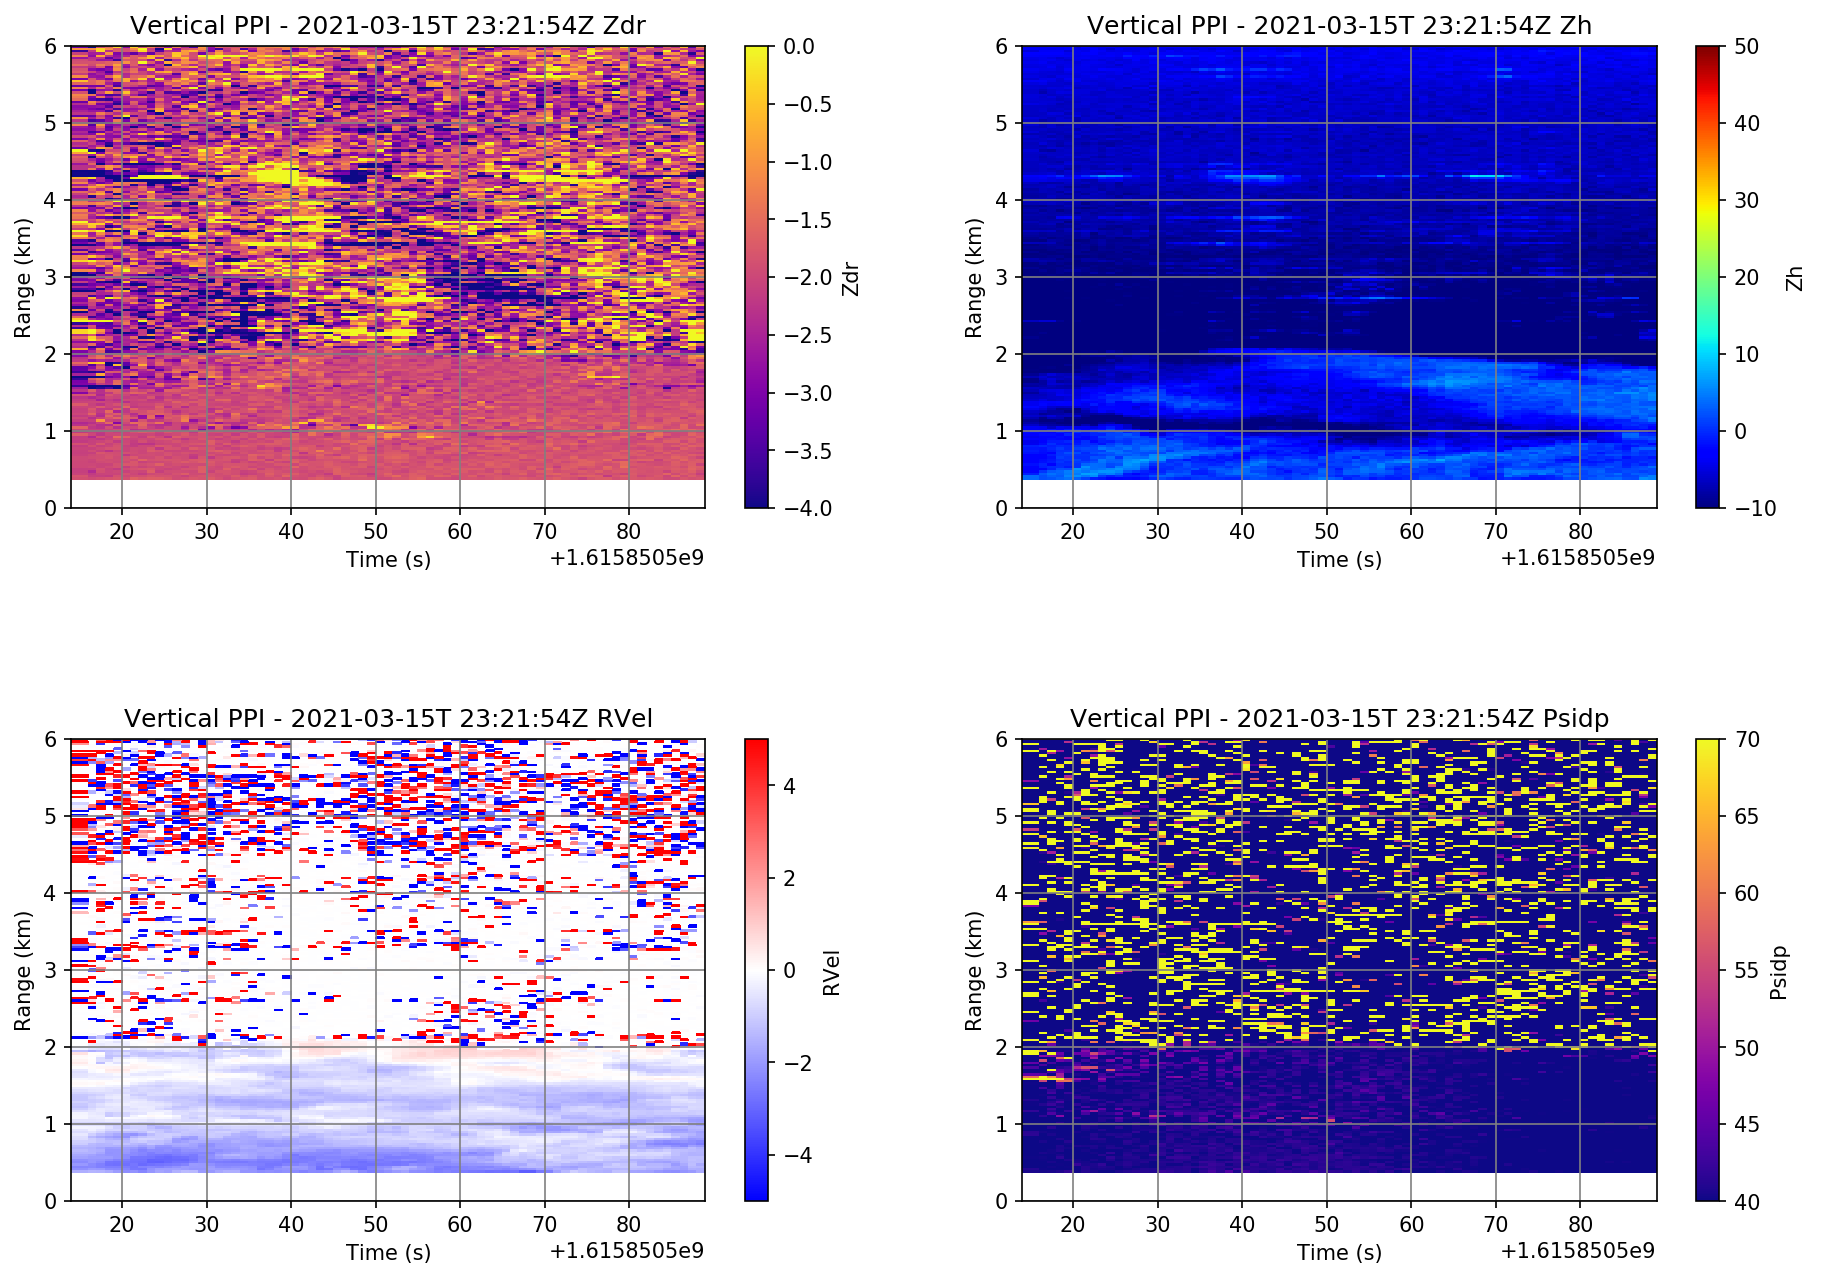 Vertical PPI - 2021-03-15T 23:21:54Z Zdr
6
5
4
3
2
1
0
Range (km)
20 30 40 50 60 70 80
Time (s)
+1.6158505e9
0.0
−0.5
−1.0
−1.5
−2.0
−2.5
−3.0
−3.5
−4.0
Zdr
Vertical PPI - 2021-03-15T 23:21:54Z Zh
6
5
4
3
2
1
0
Range (km)
20 30 40 50 60 70 80
Time (s)
+1.6158505e9
50
40
30
20
10
0
−10
Zh
Vertical PPI - 2021-03-15T 23:21:54Z RVel
6
5
4
3
2
1
0
Range (km)
20 30 40 50 60 70 80
Time (s)
+1.6158505e9
4
2
0
−2
−4
RVel
Vertical PPI - 2021-03-15T 23:21:54Z Psidp
6
5
4
3
2
1
0
Range (km)
20 30 40 50 60 70 80
Time (s)
+1.6158505e9
70
65
60
55
50
45
40
Psidp